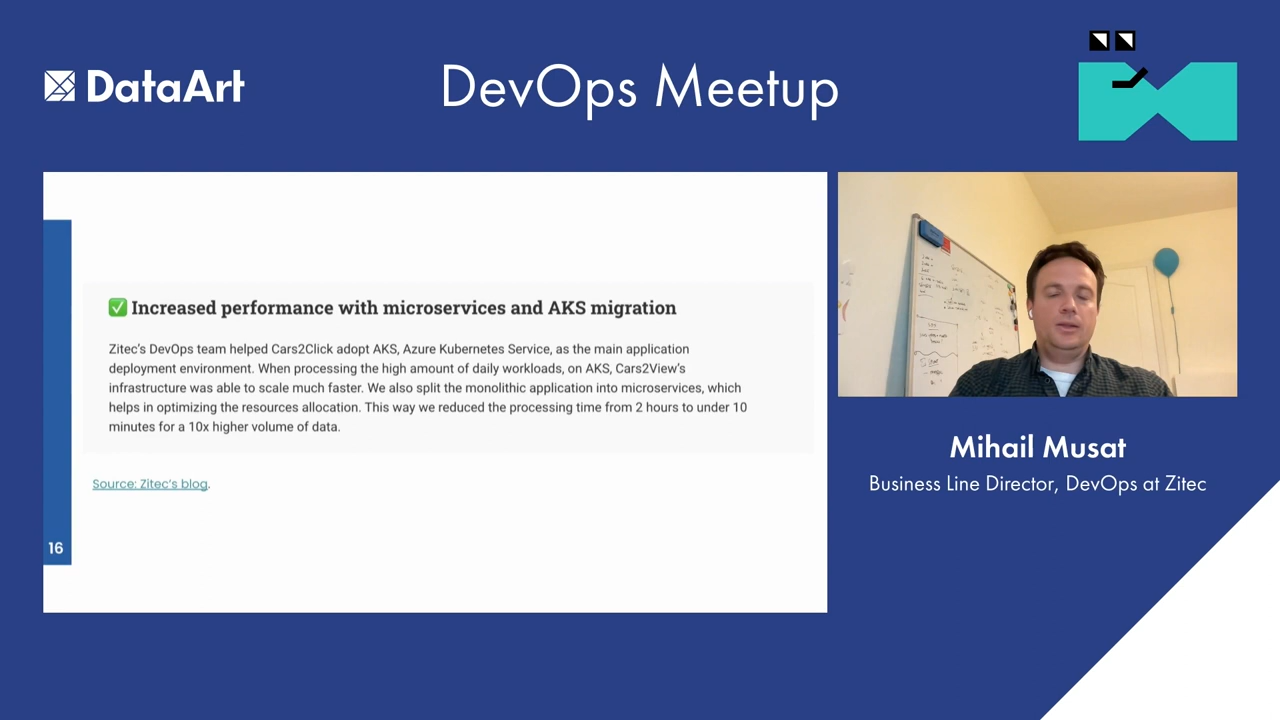 DataArt
DevOps Meetup
Increased performance with microservices and AKS migration
Zitec's DevOps team helped Cars2Click adopt AKS, Azure Kubernetes Service, as the main application
deployment environment. When processing the high amount of daily workloads, on AKS, Cars2View's
infrastructure was able to scale much faster. We also split the monolithic application into microservices, which
helps in optimizing the resources allocation. This way we reduced the processing time from 2 hours to under 10
minutes for a 10x higher volume of data.
Source: Zitec's blog.
16
Mihail Musat
Business Line Director, DevOps at Zitec